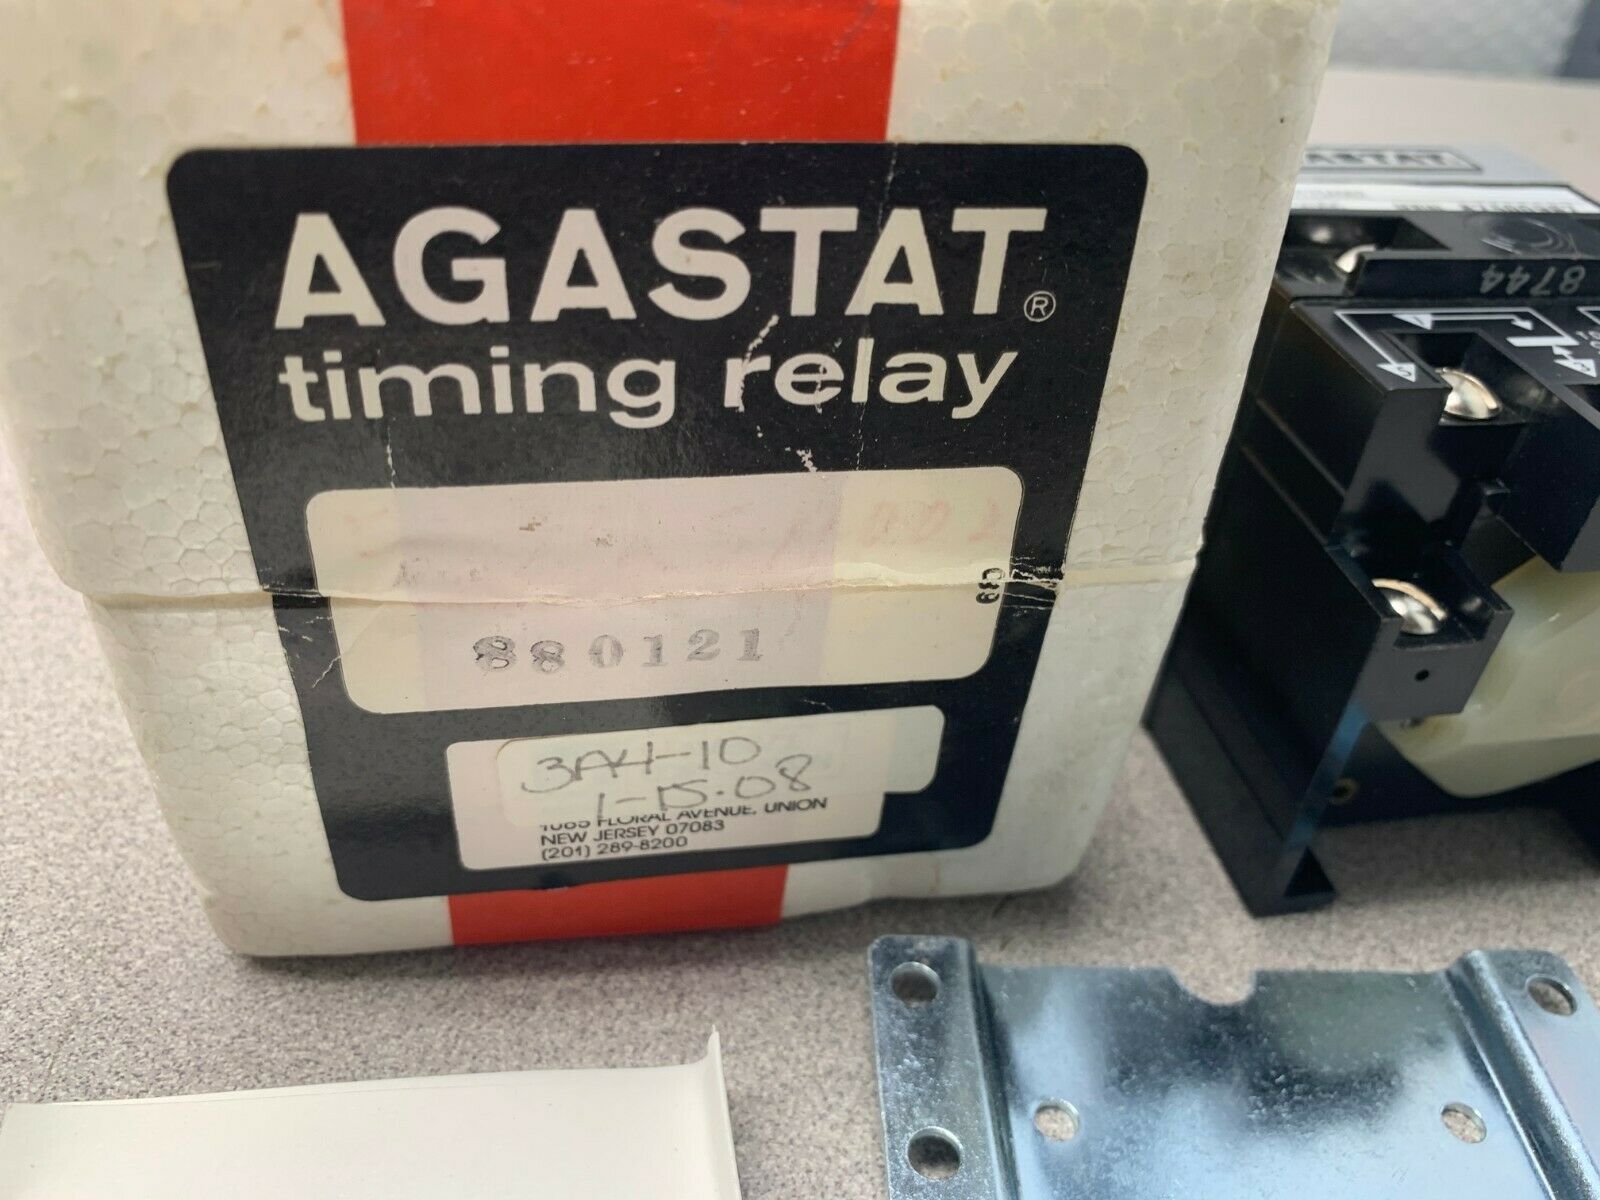 AGASTAT®
timing relay
880121
3A4-10
1-15.08
1065 FLORAL AVENUE, UNION
NEW JERSEY 07083
(201) 289-8200
8744